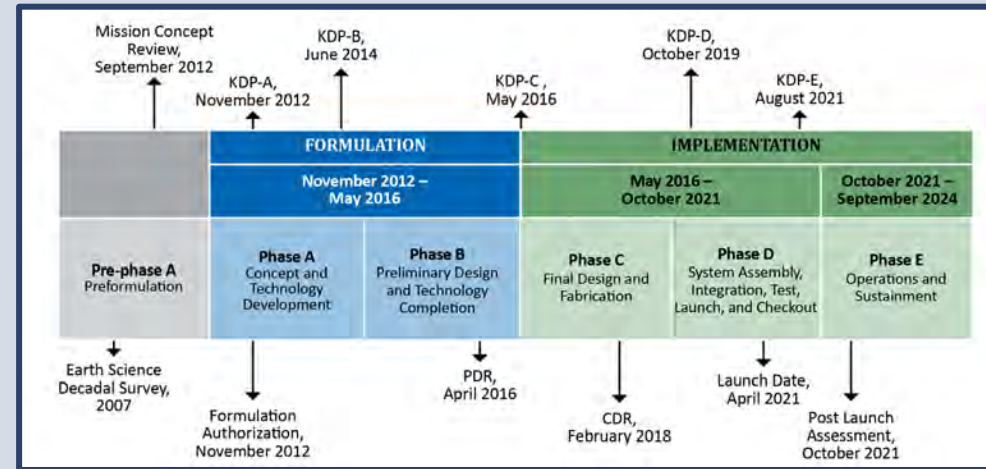 Mission Concept
Review,
September 2012
KDP-A,
November 2012
KDP-B,
June 2014
KDP-C ,
May 2016
KDP-D,
October 2019
KDP-E,
August 2021
FORMULATION
IMPLEMENTATION
November 2012 –
May 2016
May 2016 –
October 2021
October 2021 –
September 2024
Pre-phase A
Preformulation
Phase A
Concept and
Technology
Development
Phase B
Preliminary Design
and Technology
Completion
Phase C
Final Design and
Fabrication
Phase D
System Assembly,
Integration, Test,
Launch, and Checkout
Phase E
Operations and
Sustainment
Earth Science
Decadal Survey,
2007
Formulation
Authorization,
November 2012
PDR,
April 2016
CDR,
February 2018
Launch Date,
April 2021
Post Launch
Assessment,
October 2021